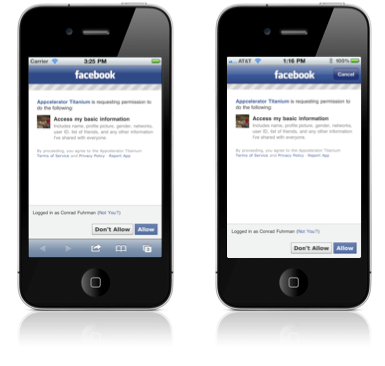 Carrier 3:25 PM
facebook
Appcelerator Titanium is requesting permission to
do the following:
Access my basic information
Includes name, profile picture, gender, networks,
user ID, list of friends, and any other information
I've shared with everyone.
By proceeding, you agree to the Appcelerator Titanium
Terms of Service and Privacy Policy · Report App
Logged in as Conrad Fuhrman (Not You?)
Don't Allow Allow
AT&T 1:16 PM 100%
facebook Cancel
Appcelerator Titanium is requesting permission to
do the following:
Access my basic information
Includes name, profile picture, gender, networks,
user ID, list of friends, and any other information
I've shared with everyone.
By proceeding, you agree to the Appcelerator Titanium
Terms of Service and Privacy Policy · Report App
Logged in as Conrad Fuhrman (Not You?)
Don't Allow Allow